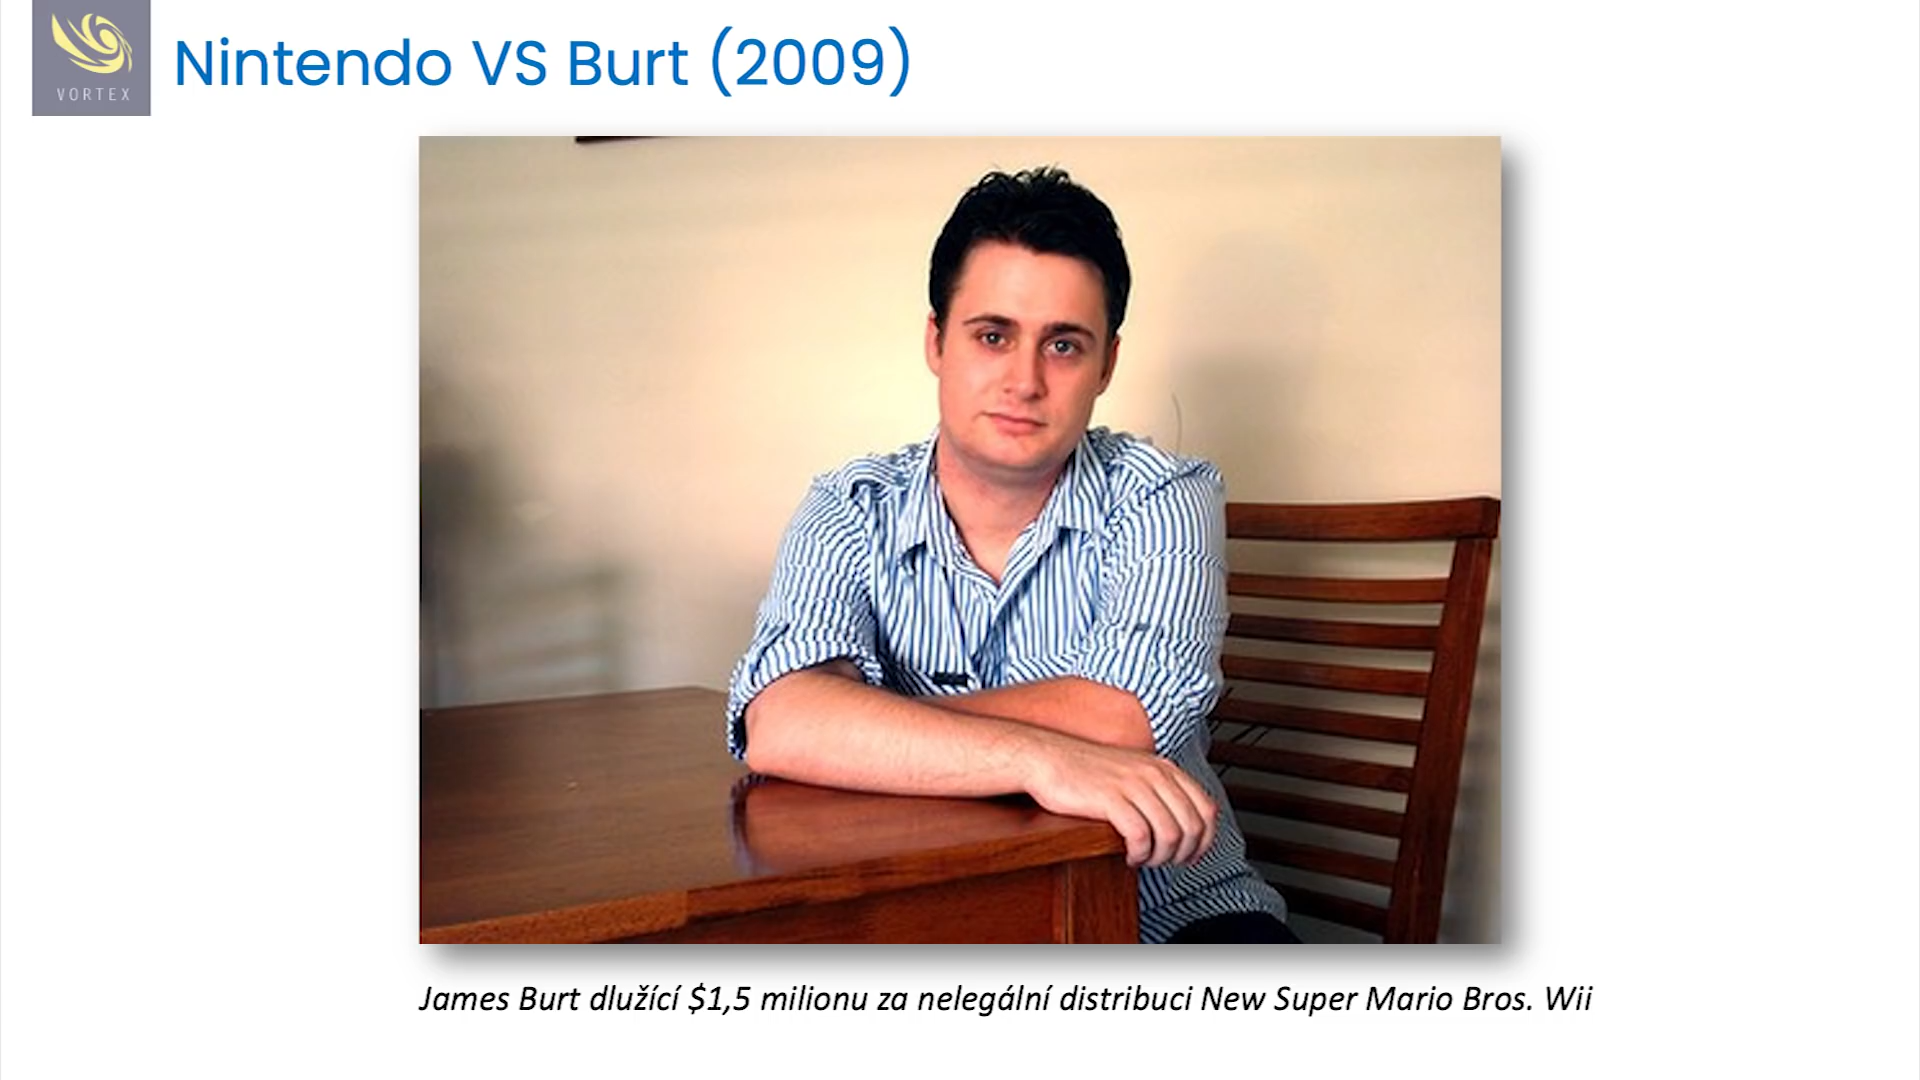 VORTEX
Nintendo VS Burt (2009)
James Burt dlužící $1,5 milionu za nelegální distribuci New Super Mario Bros. Wii